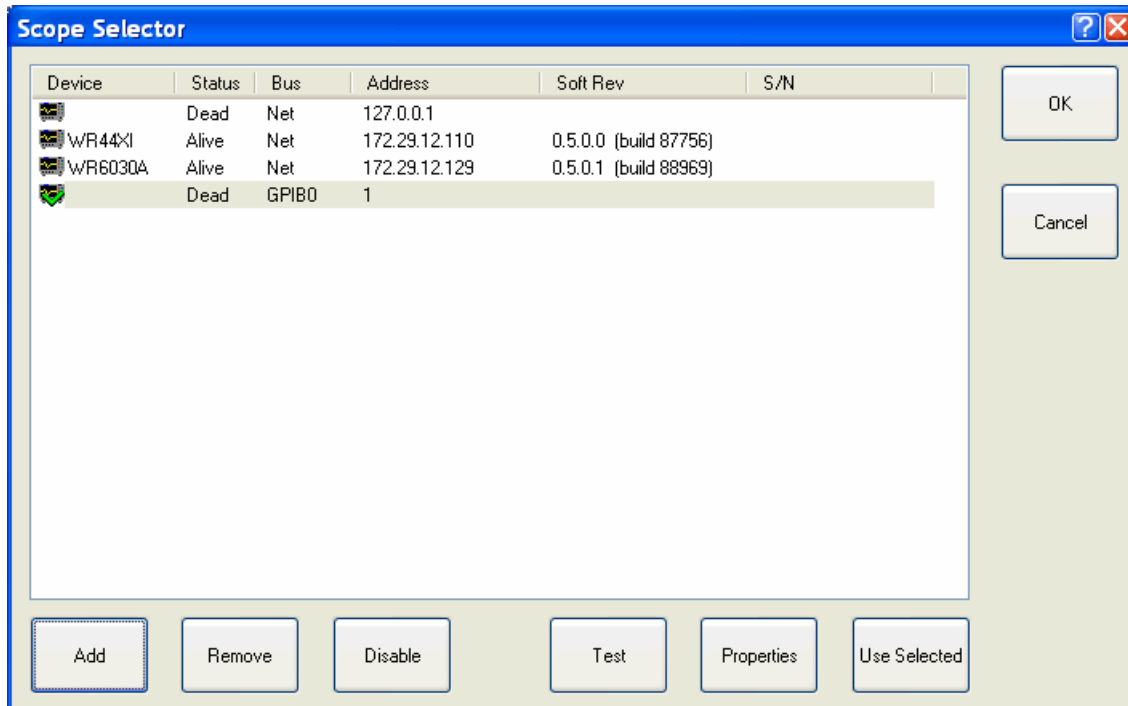 Scope Selector
Device Status Bus Address Soft Rev S/N
Dead Net 127.0.0.1
WR44XI Alive Net 172.29.12.110 0.5.0.0 (build 87756)
WR6030A Alive Net 172.29.12.129 0.5.0.1 (build 88969)
Dead GPIB0 1
OK
Cancel
Add Remove Disable Test Properties Use Selected